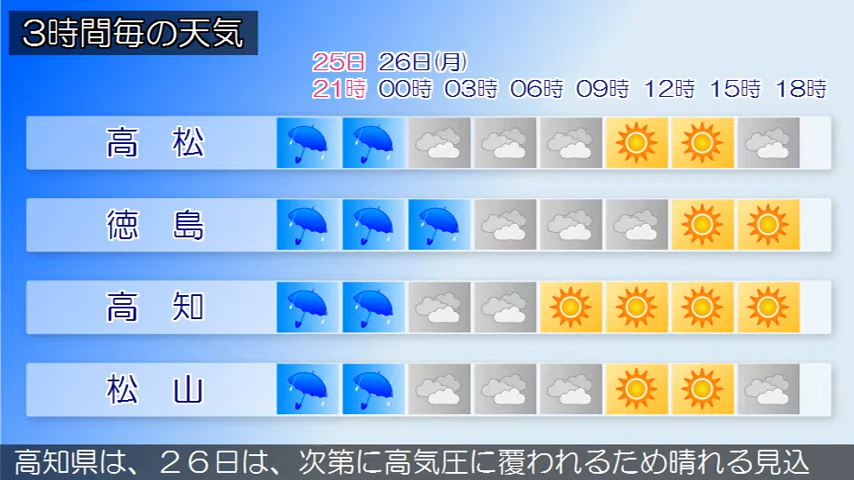 3時間毎の天気
25日 26日(月)
21時 00時 03時 06時 09時 12時 15時 18時
高松
徳島
高知
松山
高知県は、２６日は、次第に高気圧に覆われるため晴れる見込